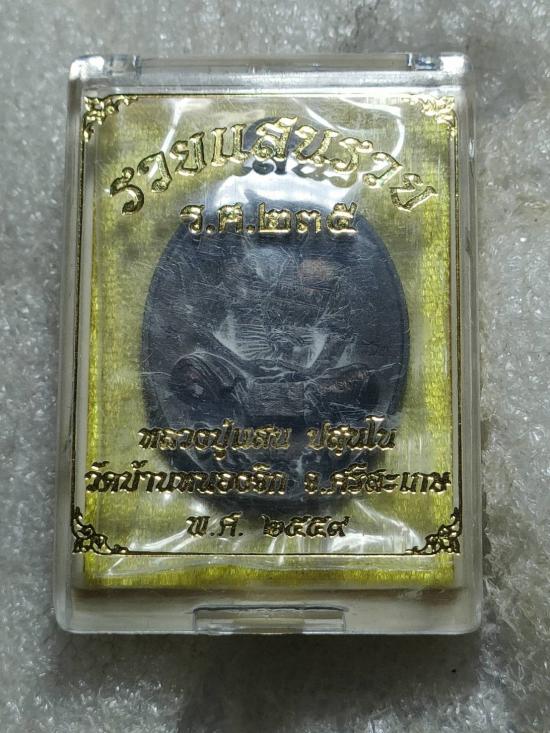 รวยแสนรวย
ร.ศ.๒๓๕
หลวงปู่แสน ปสนฺโน
วัดบ้านหนองจิก จ.ศรีสะเกษ
พ.ศ. ๒๕๕๙